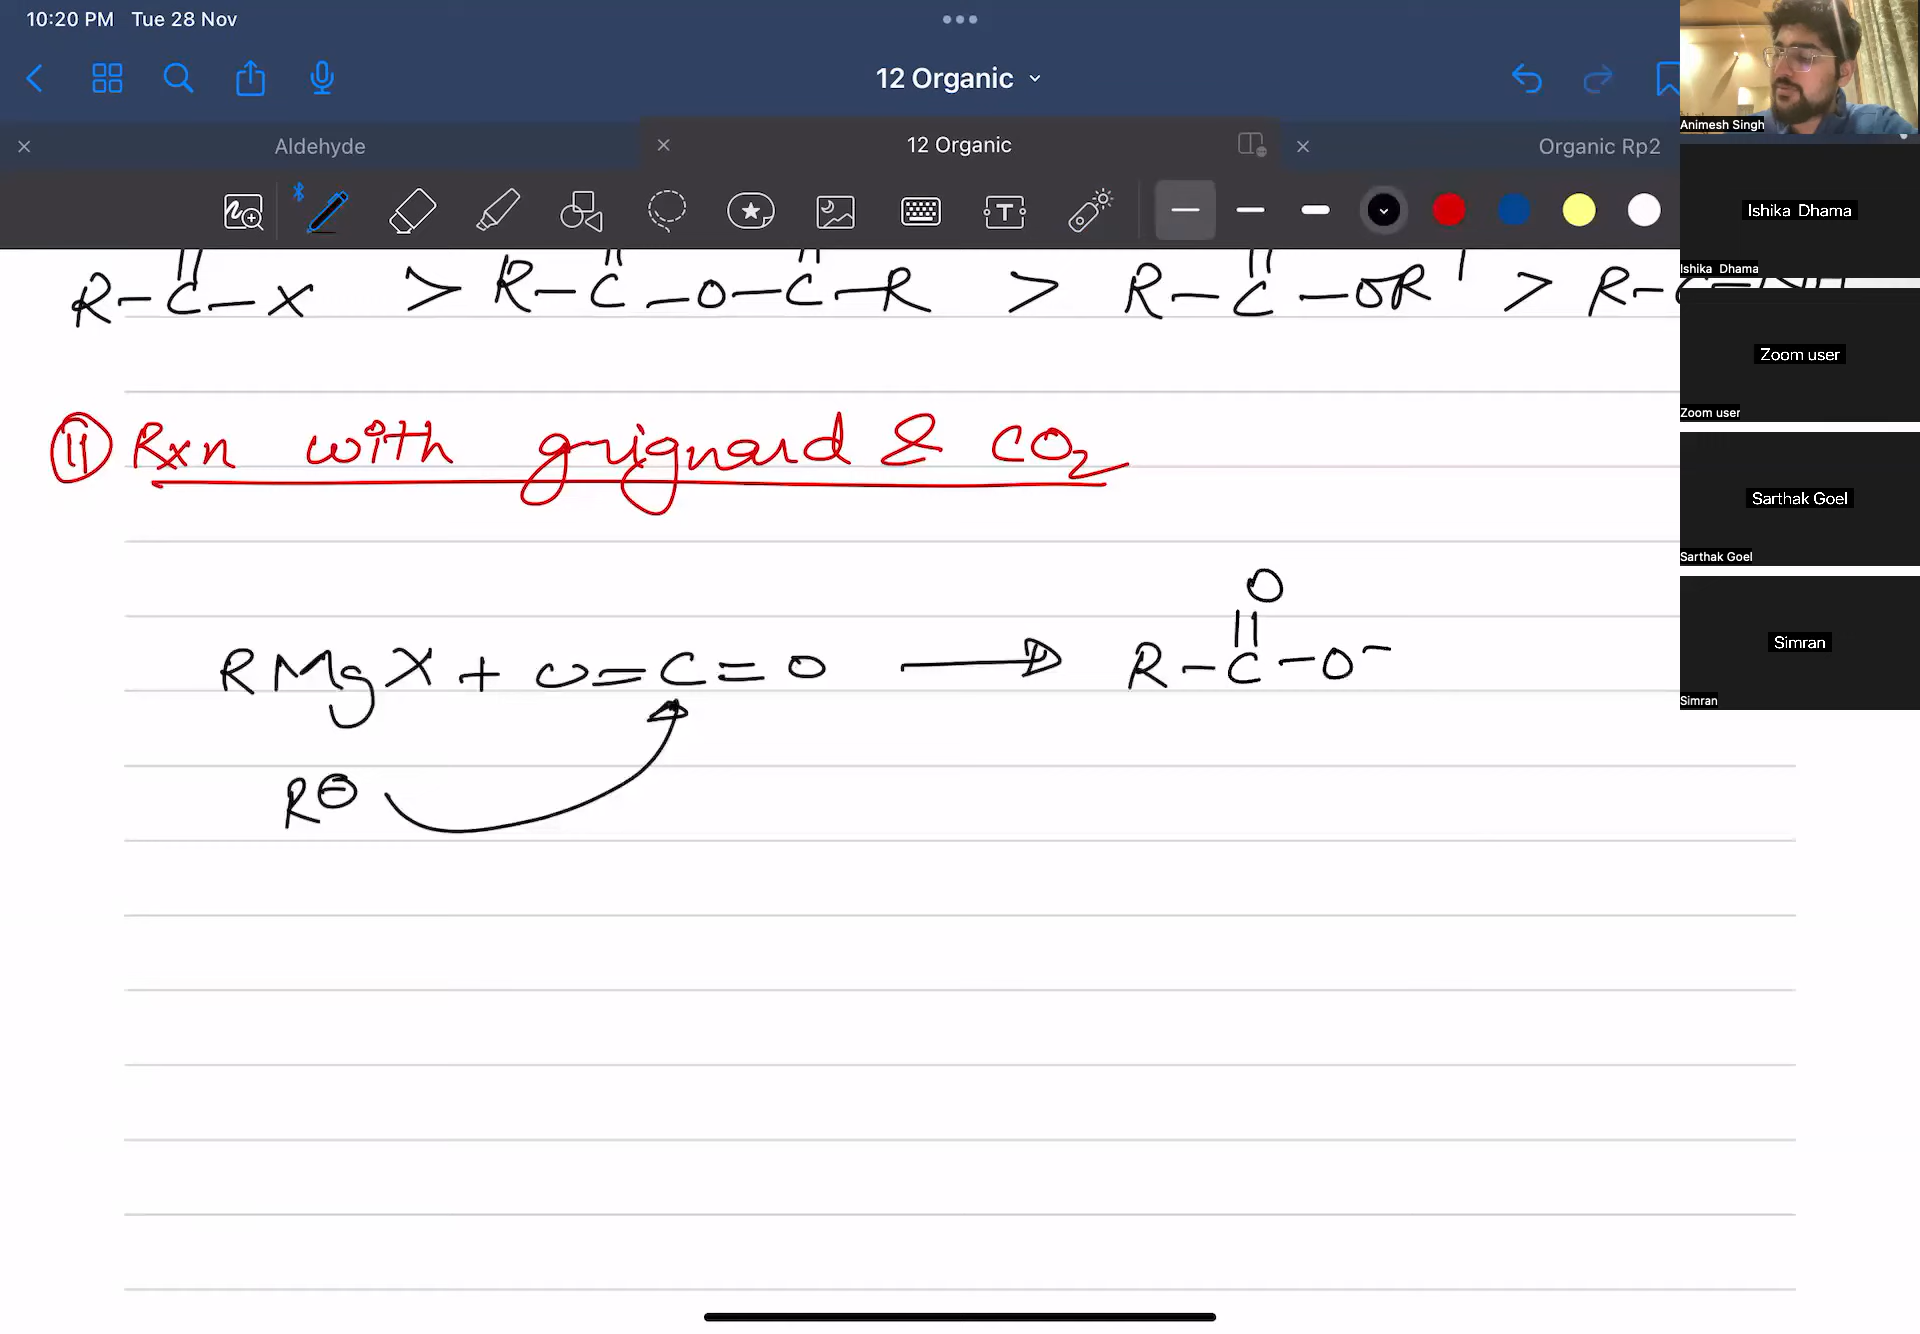 10:20 PM Tue 28 Nov
12 Organic
Aldehyde
12 Organic
Organic Rp2
Animesh Singh
Ishika Dhama
Ishika Dhama
Zoom user
Zoom user
Sarthak Goel
Sarthak Goel
Simran
Simran
R-C-X > R-C-O-C-R > R-C-OR' > R-
(11) Rxn with grignard & CO2
O
||
RMgX + O=C=O → R-C-O-
R⊖